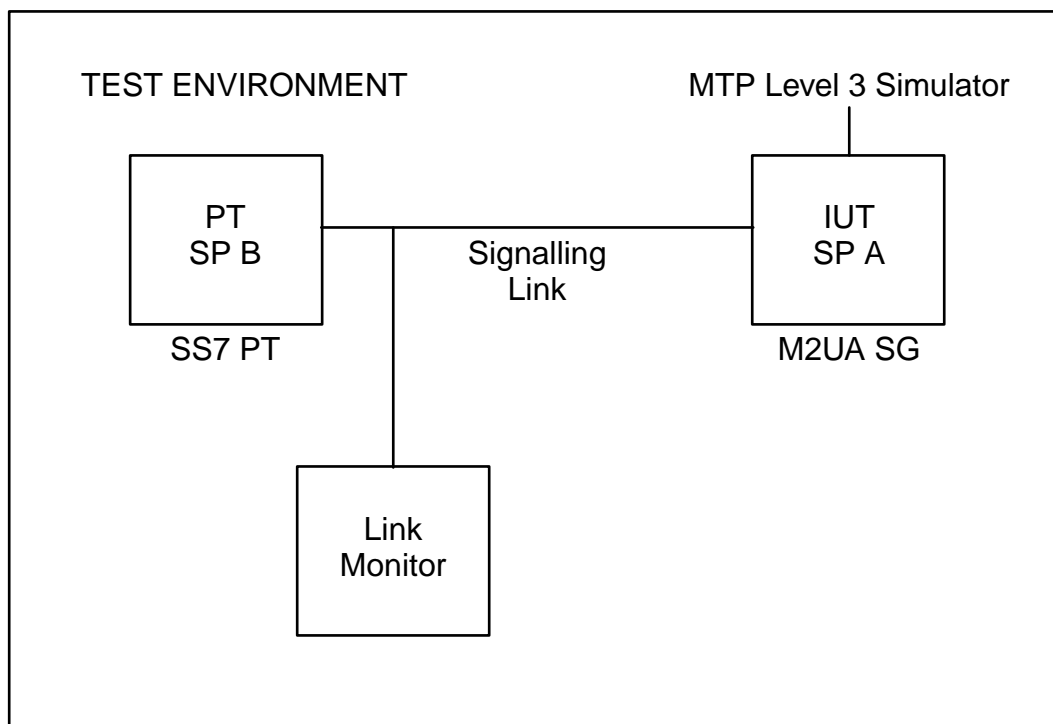 TEST ENVIRONMENT
MTP Level 3 Simulator
PT
SP B
IUT
SP A
Signalling
Link
SS7 PT
M2UA SG
Link
Monitor